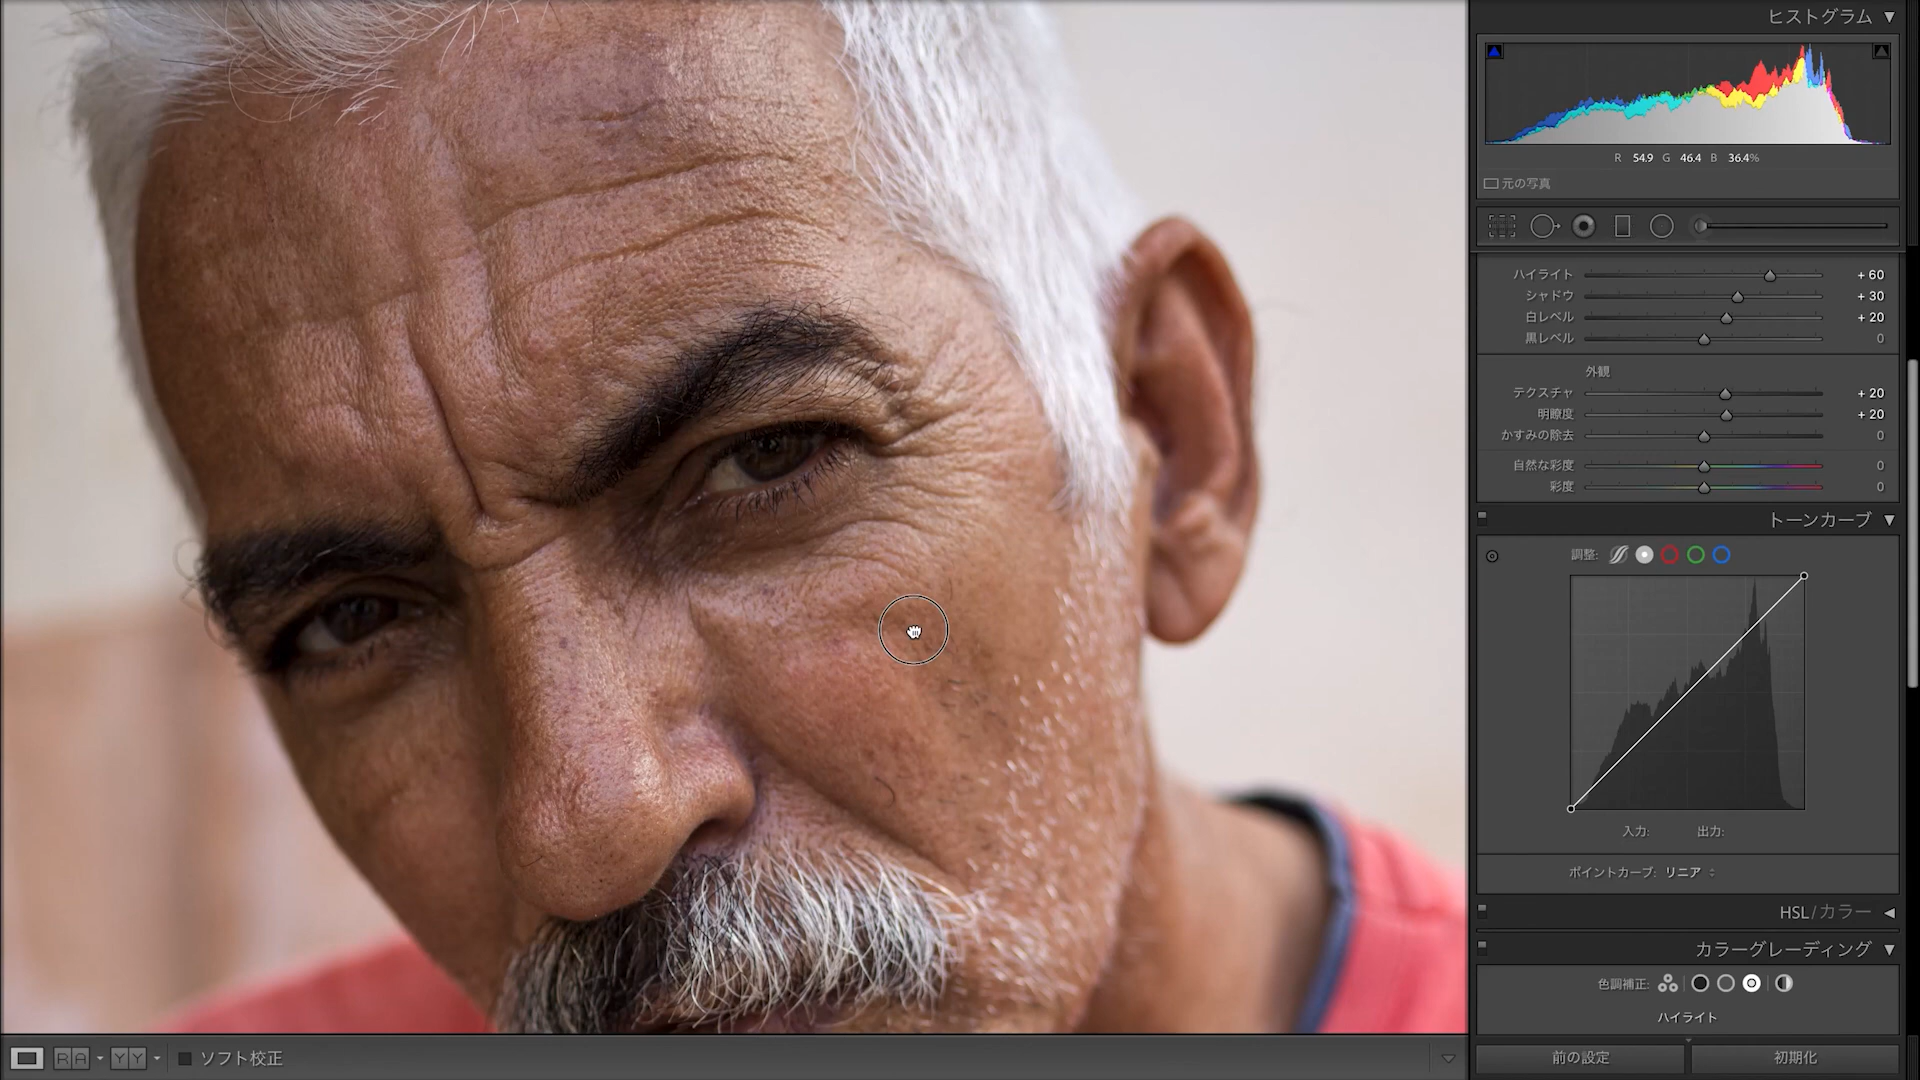 ヒストグラム
R 54.9 G 46.4 B 36.4%
元の写真
ハイライト +60
シャドウ +30
白レベル +20
黒レベル 0
外観
テクスチャ +20
明瞭度 +20
かすみの除去 0
自然な彩度 0
彩度 0
トーンカーブ
調整:
入力: 出力:
ポイントカーブ: リニア
HSL/カラー
カラーグレーディング
色調補正:
ハイライト
RA YY ソフト校正 前の設定 初期化